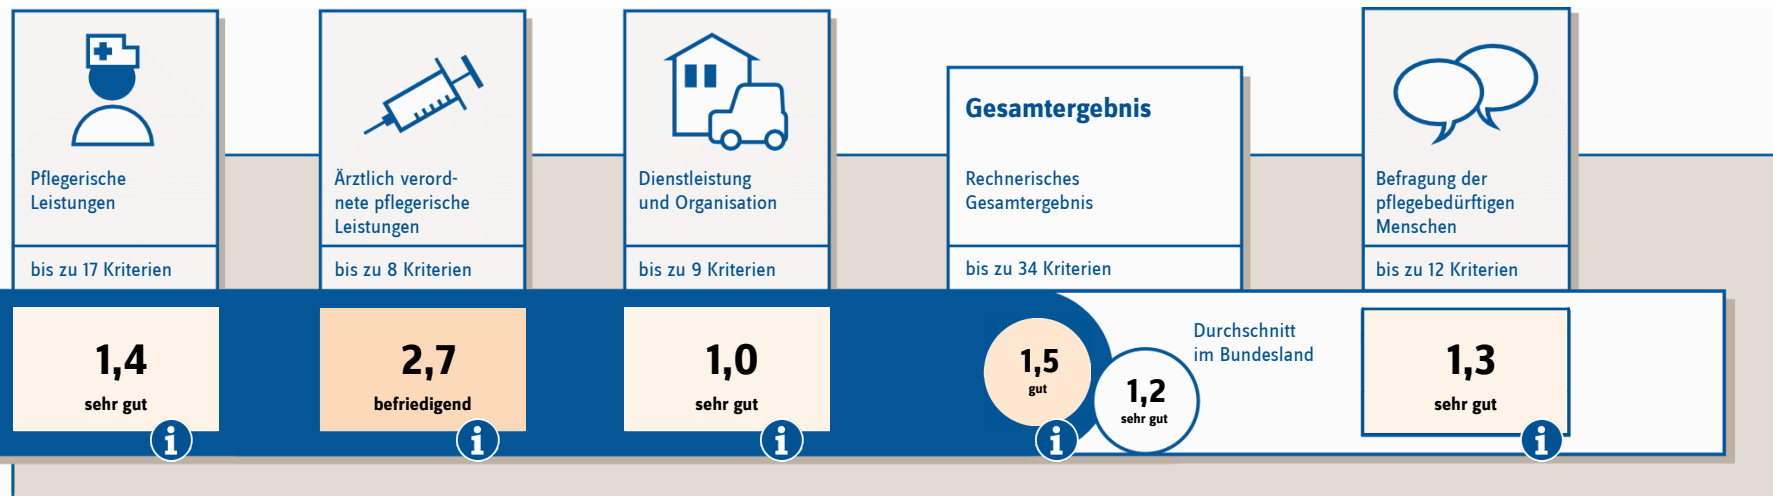 Pflegerische
Leistungen
bis zu 17 Kriterien
1,4
sehr gut
i
Ärztlich verord-
nete pflegerische
Leistungen
bis zu 8 Kriterien
2,7
befriedigend
i
Dienstleistung
und Organisation
bis zu 9 Kriterien
1,0
sehr gut
i
Gesamtergebnis
Rechnerisches
Gesamtergebnis
bis zu 34 Kriterien
1,5
gut
i
Durchschnitt
im Bundesland
1,2
sehr gut
Befragung der
pflegebedürftigen
Menschen
bis zu 12 Kriterien
1,3
sehr gut
i